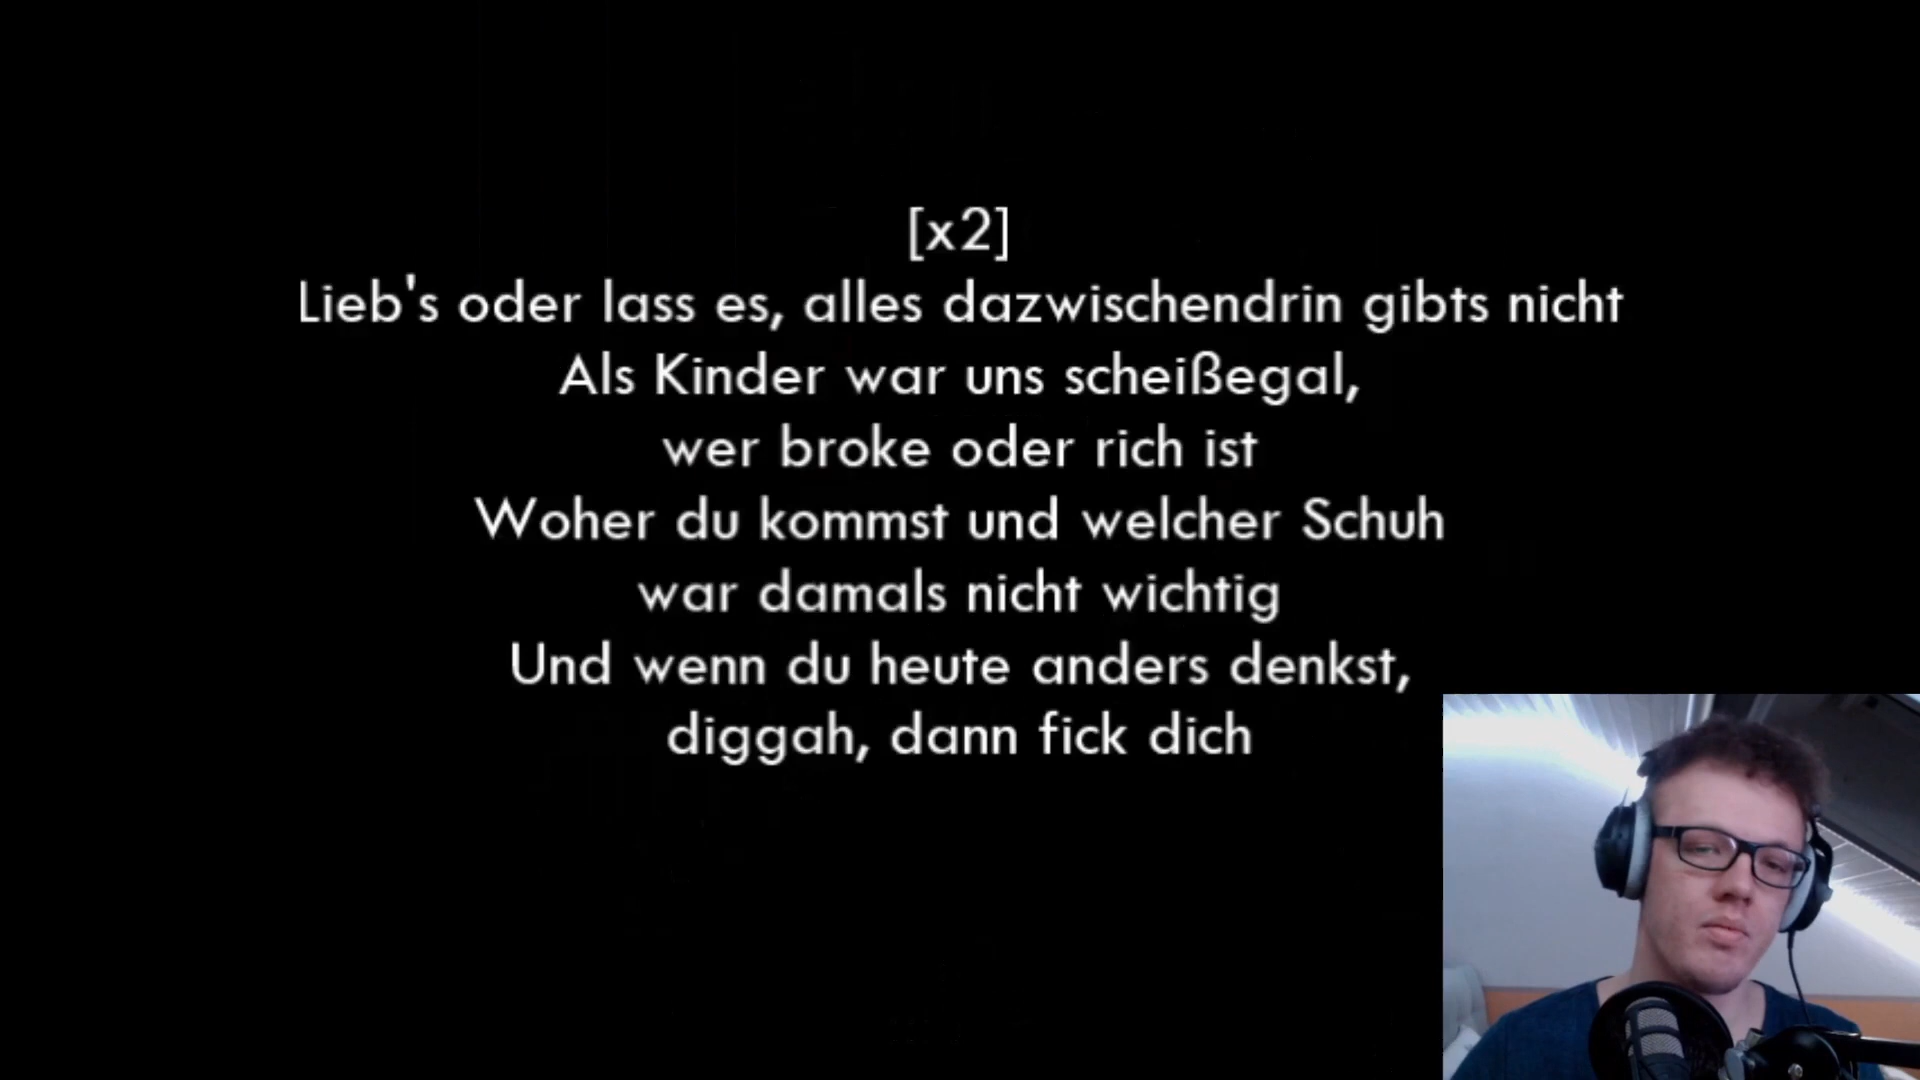 [x2]
Lieb's oder lass es, alles dazwischendrin gibts nicht
Als Kinder war uns scheißegal,
wer broke oder rich ist
Woher du kommst und welcher Schuh
war damals nicht wichtig
Und wenn du heute anders denkst,
diggah, dann fick dich